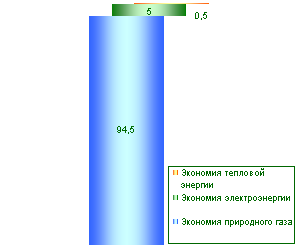 5
0,5
94,5
Экономия тепловой
энергии
Экономия электроэнергии
Экономия природного газа